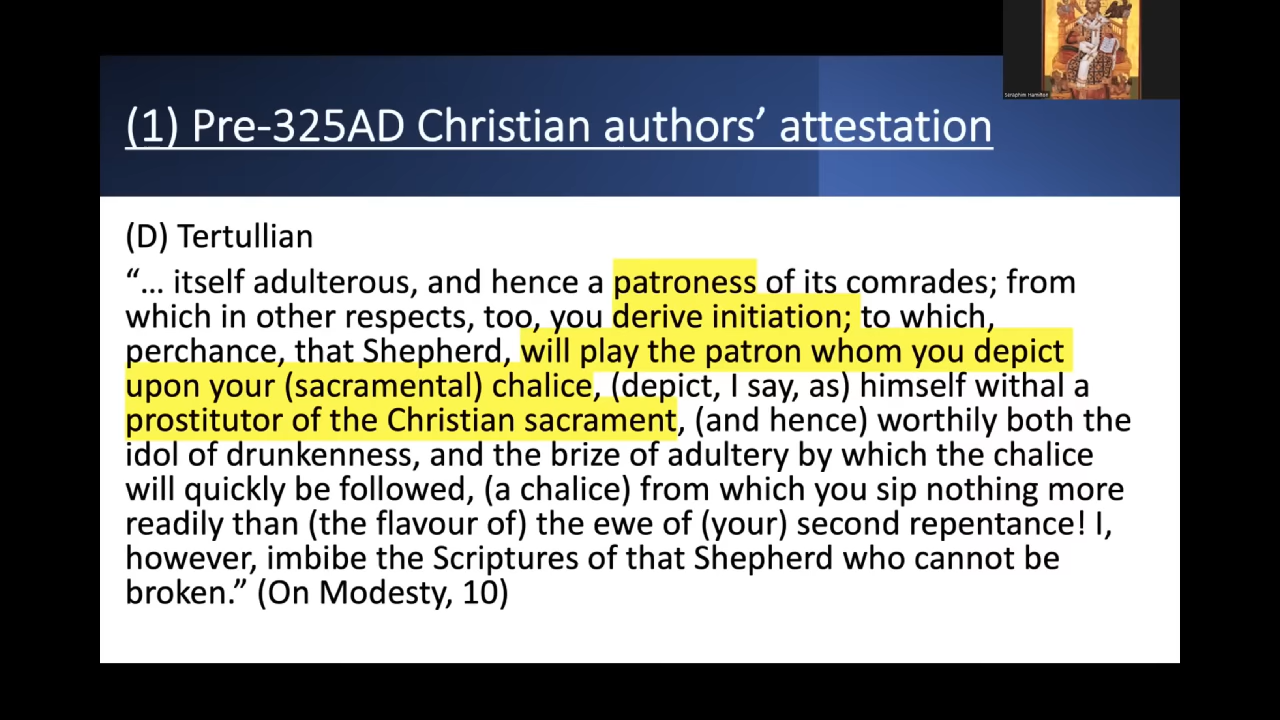 Seraphim Hamilton
(1) Pre-325AD Christian authors’ attestation
(D) Tertullian
“… itself adulterous, and hence a patroness of its comrades; from
which in other respects, too, you derive initiation; to which,
perchance, that Shepherd, will play the patron whom you depict
upon your (sacramental) chalice, (depict, I say, as) himself withal a
prostitutor of the Christian sacrament, (and hence) worthily both the
idol of drunkenness, and the brize of adultery by which the chalice
will quickly be followed, (a chalice) from which you sip nothing more
readily than (the flavour of) the ewe of (your) second repentance! I,
however, imbibe the Scriptures of that Shepherd who cannot be
broken.” (On Modesty, 10)